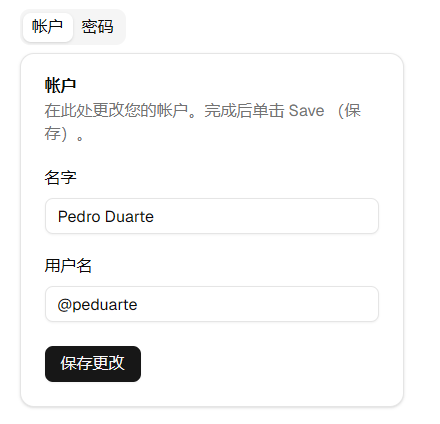 帐户 密码
帐户
在此处更改您的帐户。完成后单击 Save （保
存）。
名字
Pedro Duarte
用户名
@peduarte
保存更改